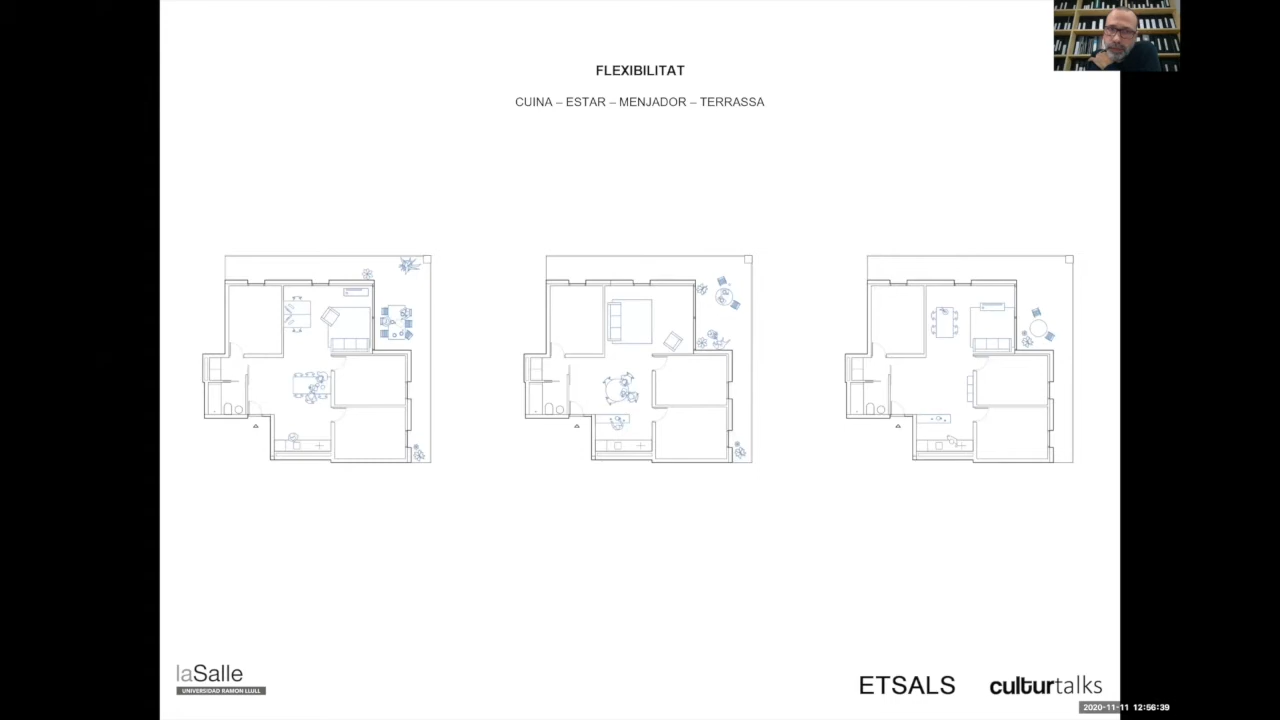 FLEXIBILITAT
CUINA – ESTAR – MENJADOR – TERRASSA
laSalle
UNIVERSIDAD RAMON LLULL
ETSALS
culturtalks
2020-11-11 12:56:39